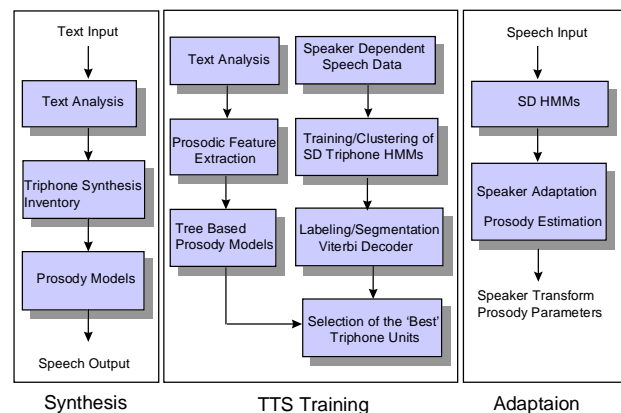 Text Input
Text Analysis
Triphone Synthesis
Inventory
Prosody Models
Speech Output
Synthesis
Text Analysis
Prosodic Feature
Extraction
Tree Based
Prosody Models
Speaker Dependent
Speech Data
Training/Clustering of
SD Triphone HMMs
Labeling/Segmentation
Viterbi Decoder
Selection of the ‘Best’
Triphone Units
TTS Training
Speech Input
SD HMMs
Speaker Adaptation
Prosody Estimation
Speaker Transform
Prosody Parameters
Adaptaion